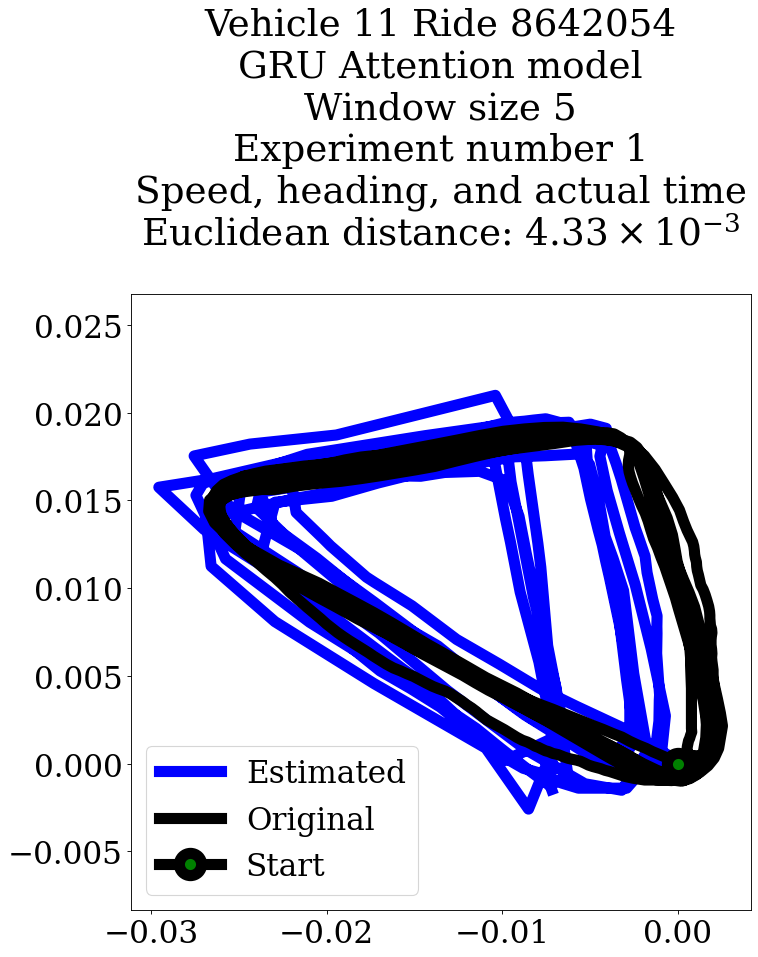 Vehicle 11 Ride 8642054
GRU Attention model
Window size 5
Experiment number 1
Speed, heading, and actual time
Euclidean distance: 4.33 × 10⁻³
0.025
0.020
0.015
0.010
0.005
0.000
−0.005
Estimated
Original
Start
−0.03
−0.02
−0.01
0.00